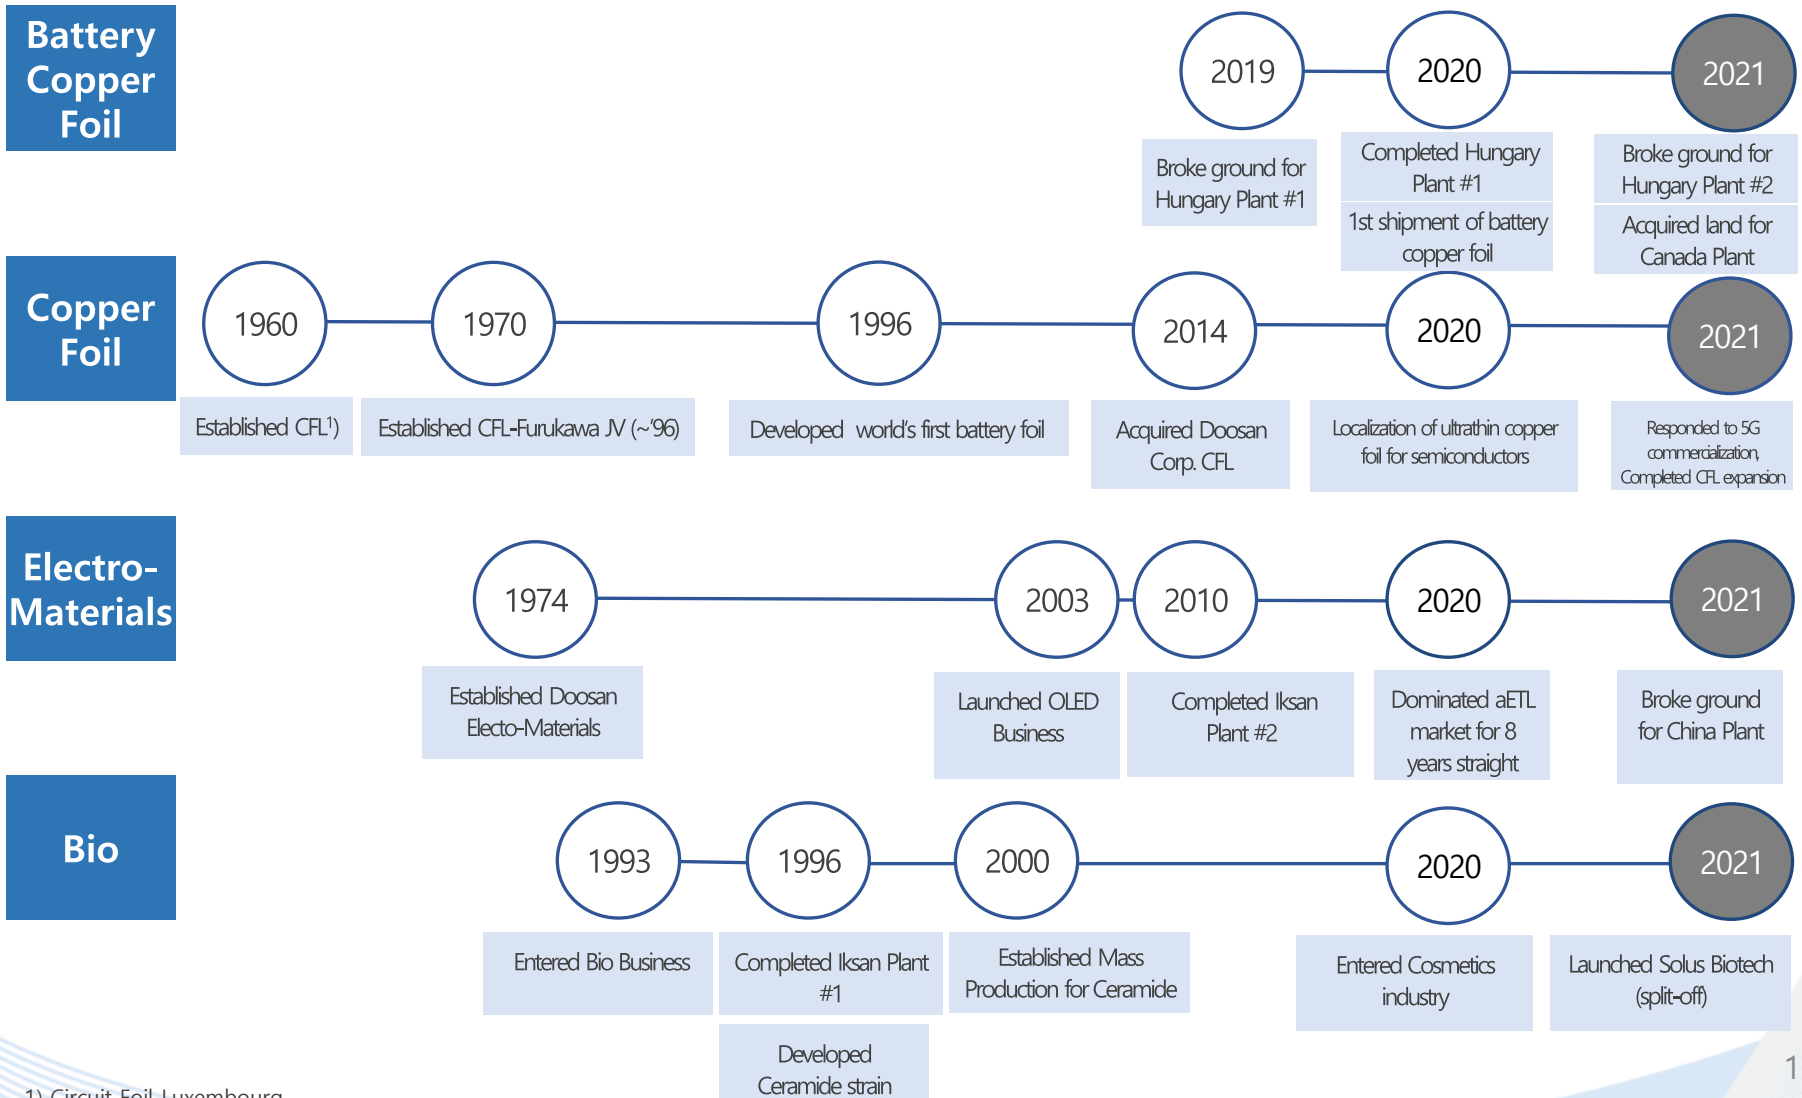 Battery
Copper
Foil
2019
2020
2021
Broke ground for
Hungary Plant #1
Completed Hungary
Plant #1
1st shipment of battery
copper foil
Broke ground for
Hungary Plant #2
Acquired land for
Canada Plant
Copper
Foil
1960
1970
1996
2014
2020
2021
Established CFL1)
Established CFL-Furukawa JV (~'96)
Developed world's first battery foil
Acquired Doosan
Corp. CFL
Localization of ultrathin copper
foil for semiconductors
Responded to 5G
commercialization,
Completed CFL expansion
Electro-
Materials
1974
2003
2010
2020
2021
Established Doosan
Electo-Materials
Launched OLED
Business
Completed Iksan
Plant #2
Dominated aETL
market for 8
years straight
Broke ground
for China Plant
Bio
1993
1996
2000
2020
2021
Entered Bio Business
Completed Iksan Plant
#1
Developed
Ceramide strain
Established Mass
Production for Ceramide
Entered Cosmetics
industry
Launched Solus Biotech
(split-off)
1) Circuit Foil Luxembourg
1